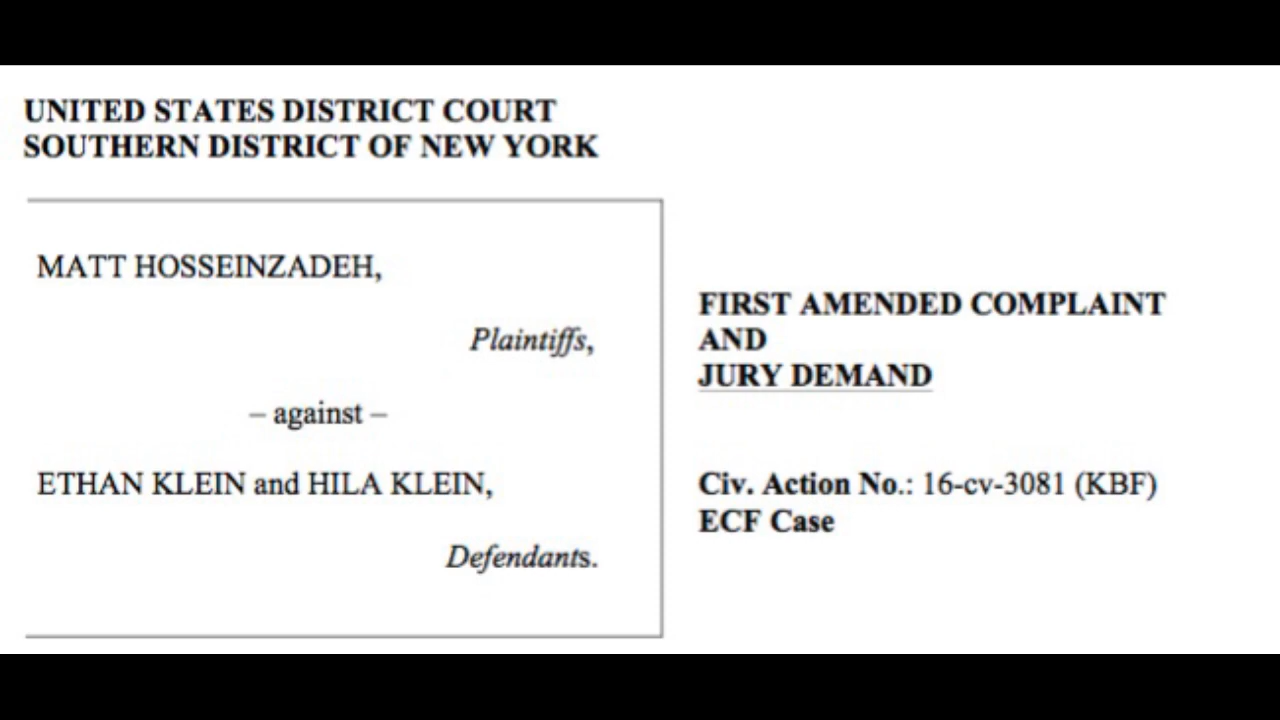 UNITED STATES DISTRICT COURT
SOUTHERN DISTRICT OF NEW YORK
MATT HOSSEINZADEH,
Plaintiffs,
– against –
ETHAN KLEIN and HILA KLEIN,
Defendants.
FIRST AMENDED COMPLAINT
AND
JURY DEMAND
Civ. Action No.: 16-cv-3081 (KBF)
ECF Case